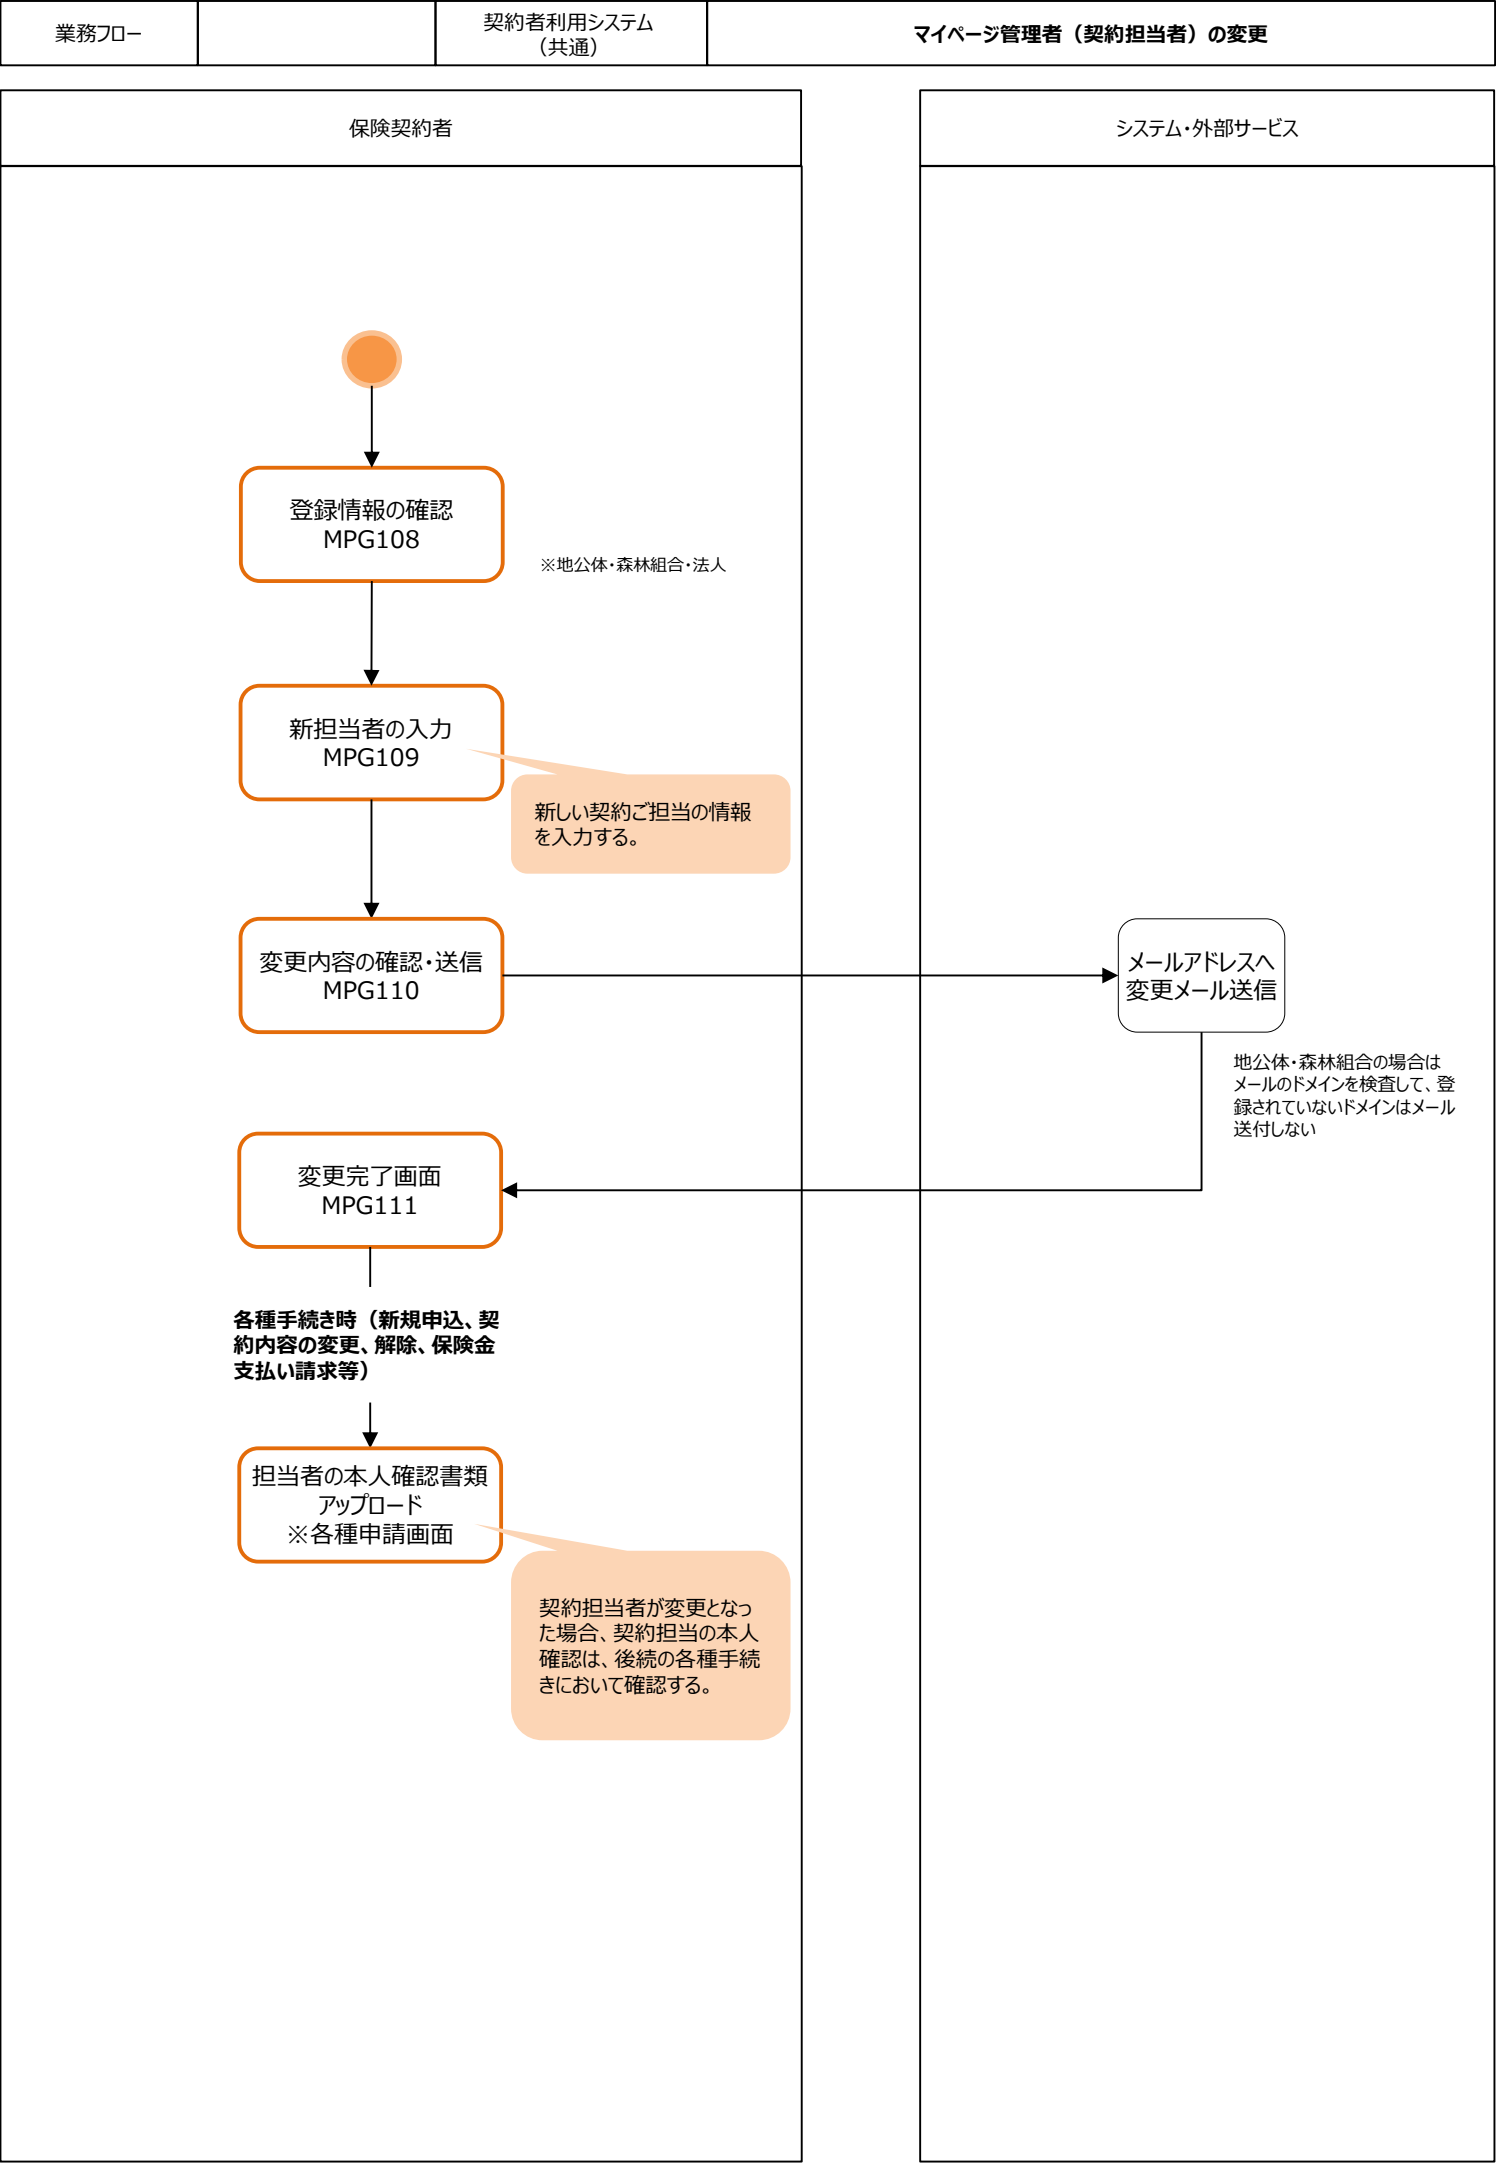 業務フロー
契約者利用システム
（共通）
マイページ管理者（契約担当者）の変更
保険契約者
システム・外部サービス
登録情報の確認
MPG108
※地公体・森林組合・法人
新担当者の入力
MPG109
新しい契約ご担当の情報
を入力する。
変更内容の確認・送信
MPG110
メールアドレスへ
変更メール送信
地公体・森林組合の場合は
メールのドメインを検査して、登
録されていないドメインはメール
送付しない
変更完了画面
MPG111
各種手続き時（新規申込、契
約内容の変更、解除、保険金
支払い請求等）
担当者の本人確認書類
アップロード
※各種申請画面
契約担当者が変更となっ
た場合、契約担当の本人
確認は、後続の各種手続
きにおいて確認する。